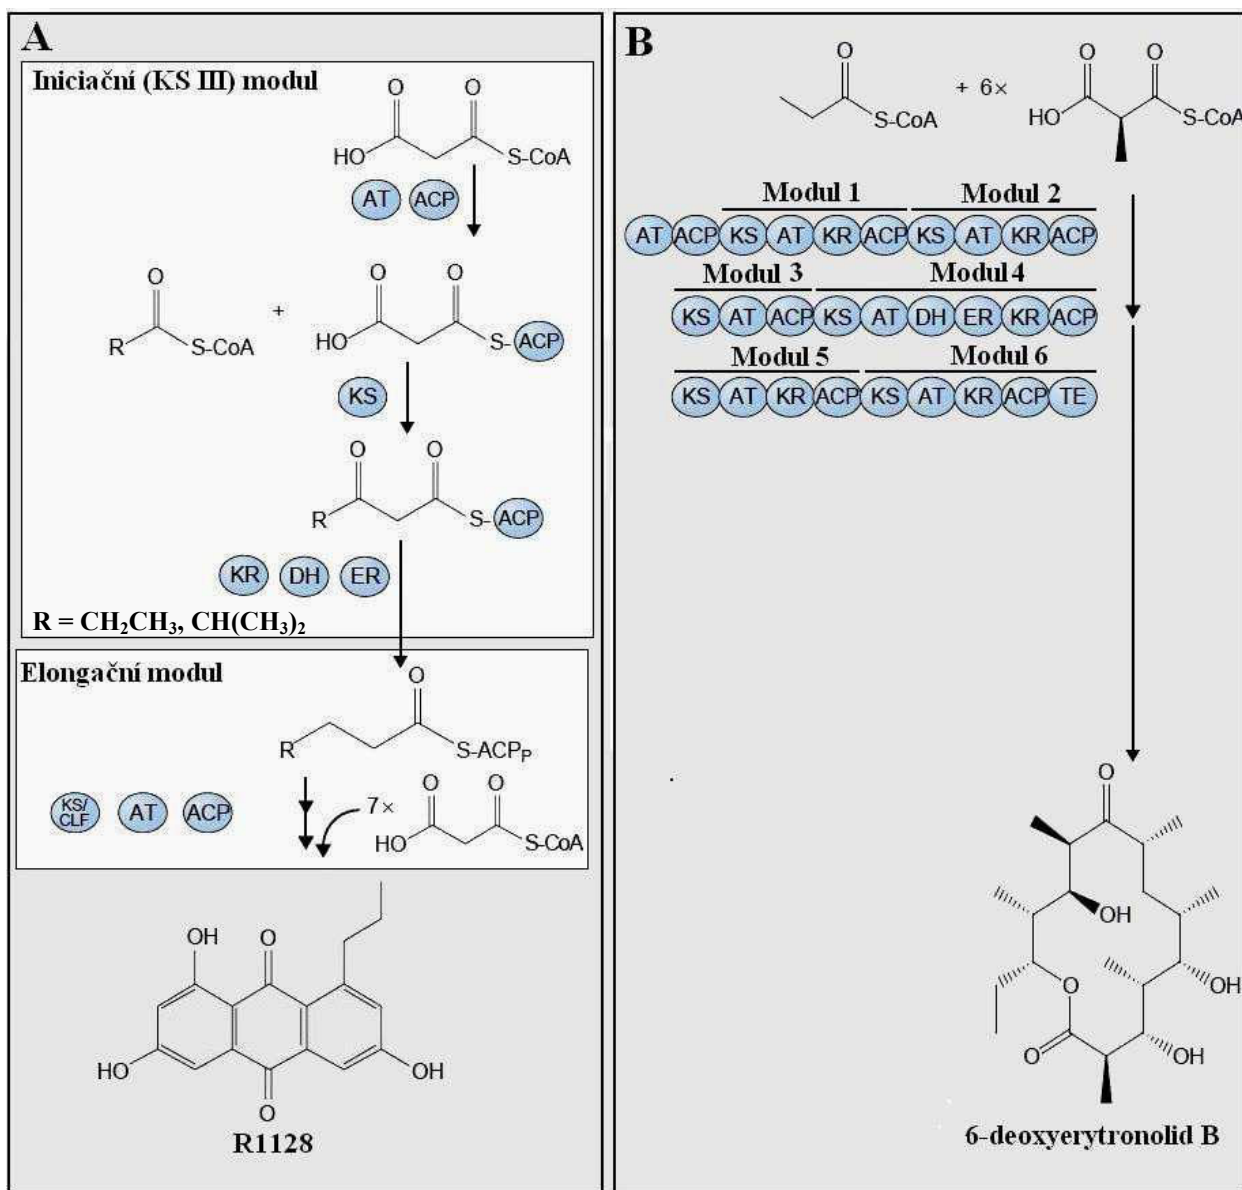 A
Iniciační (KS III) modul
O O
HO S-CoA
AT ACP
O O O
+
R S-CoA HO S- ACP
KS
O O
R S- ACP
KR DH ER
R = CH₂CH₃, CH(CH₃)₂
Elongační modul
O
R S-ACPP
KS/
CLF AT ACP
7× O O
HO S-CoA
OH O
HO OH
O
R1128
B
O O O
+ 6×
S-CoA HO S-CoA
Modul 1 Modul 2
AT ACP KS AT KR ACP KS AT KR ACP
Modul 3 Modul 4
KS AT ACP KS AT DH ER KR ACP
Modul 5 Modul 6
KS AT KR ACP KS AT KR ACP TE
O
OH
O OH
O OH
6-deoxyerytronolid B